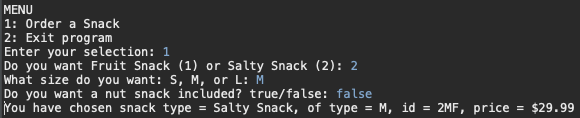 MENU
1: Order a Snack
2: Exit program
Enter your selection: 1
Do you want Fruit Snack (1) or Salty Snack (2): 2
What size do you want: S, M, or L: M
Do you want a nut snack included? true/false: false
You have chosen snack type = Salty Snack, of type = M, id = 2MF, price = $29.99